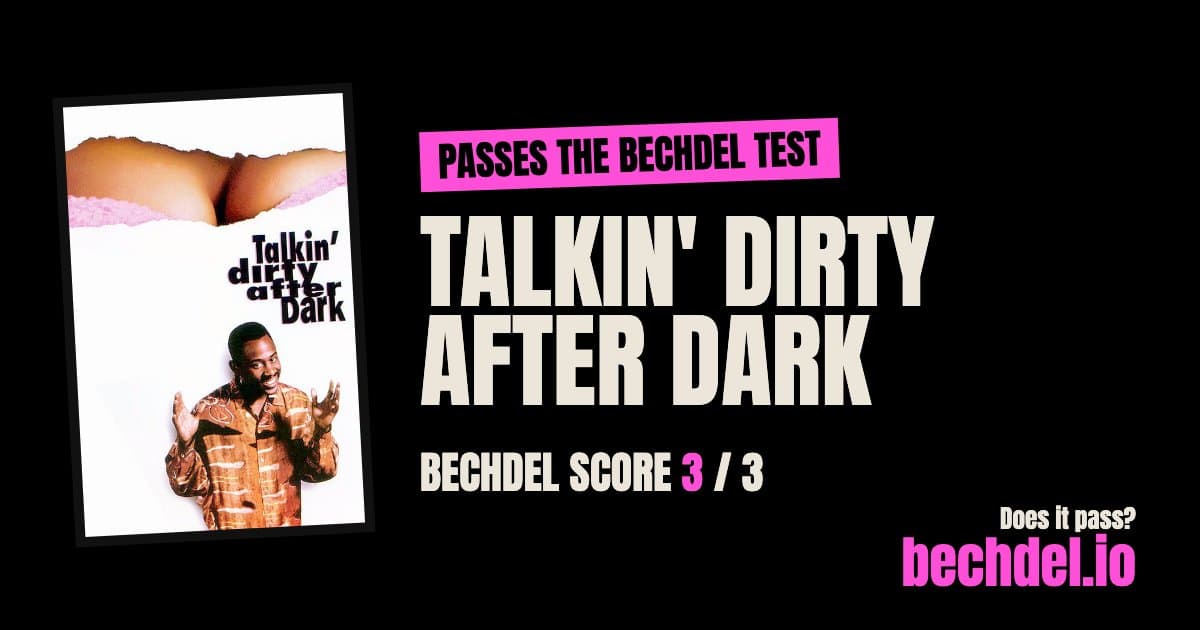 Talkin'
dirty
after
Dark
PASSES THE BECHDEL TEST
TALKIN' DIRTY
AFTER DARK
BECHDEL SCORE 3 / 3
Does it pass?
bechdel.io